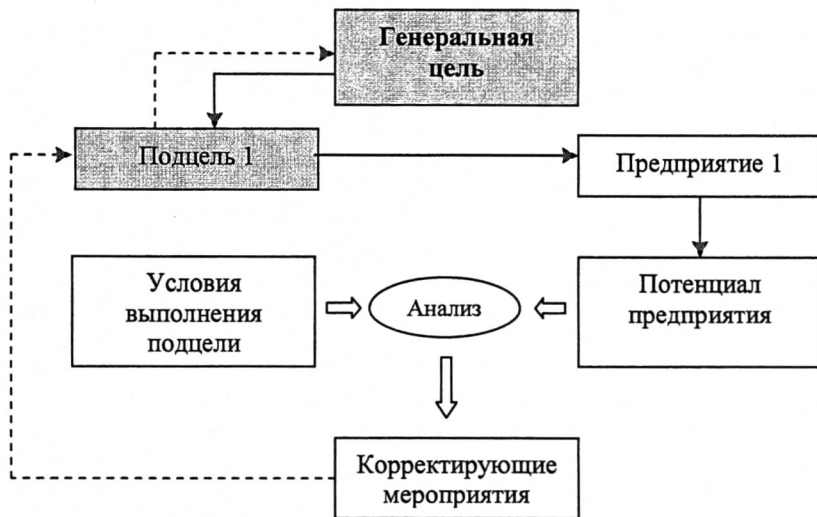 Генеральная
цель
Подцель 1
Предприятие 1
Условия
выполнения
подцели
Анализ
Потенциал
предприятия
Корректирующие
мероприятия